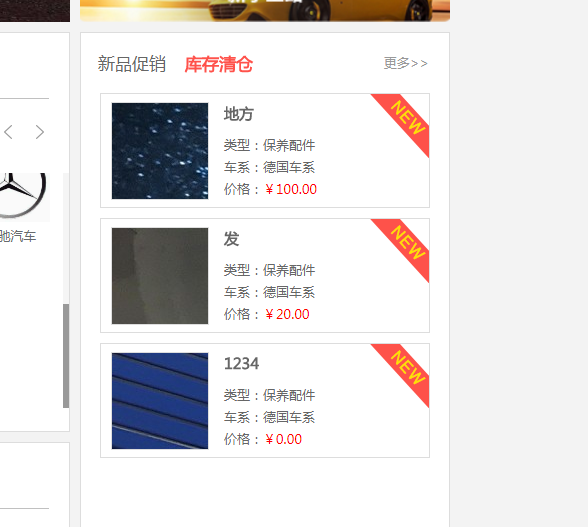 新品促销 库存清仓 更多>>
地方
NEW
类型：保养配件
车系：德国车系
价格：￥100.00
驰汽车
发
NEW
类型：保养配件
车系：德国车系
价格：￥20.00
1234
NEW
类型：保养配件
车系：德国车系
价格：￥0.00